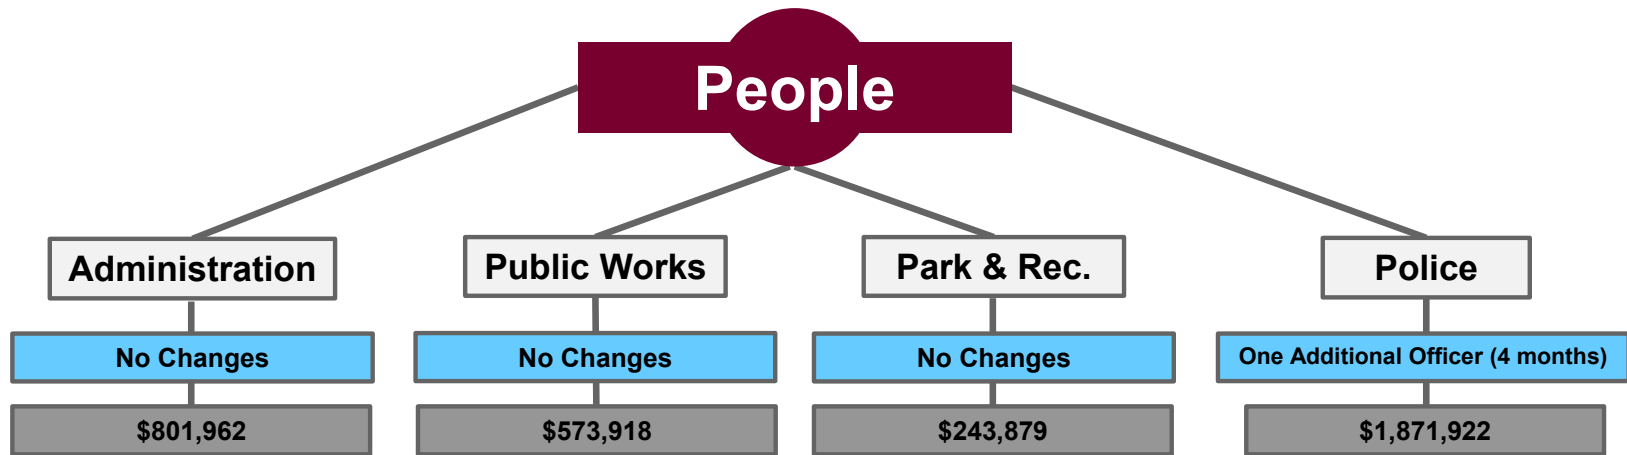 People
Administration
Public Works
Park & Rec.
Police
No Changes
No Changes
No Changes
One Additional Officer (4 months)
$801,962
$573,918
$243,879
$1,871,922